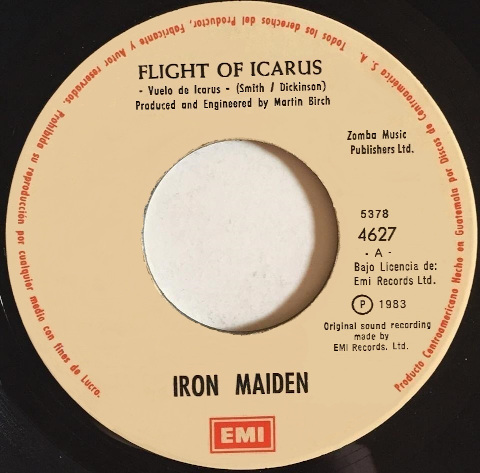 Prohibida su reproducción por cualquier medio con fines de Lucro.
Todos los derechos del Productor, Fabricante y Autor reservados.
FLIGHT OF ICARUS
- Vuelo de Icarus - (Smith / Dickinson)
Produced and Engineered by Martin Birch
Zomba Music
Publishers Ltd.
5378
4627
- A -
Bajo Licencia de:
Emi Records Ltd.
P 1983
Original sound recording
made by
EMI Records. Ltd.
IRON MAIDEN
EMI
Producto Centroamericano Hecho en Guatemala por Discos de Centroamérica S. A.